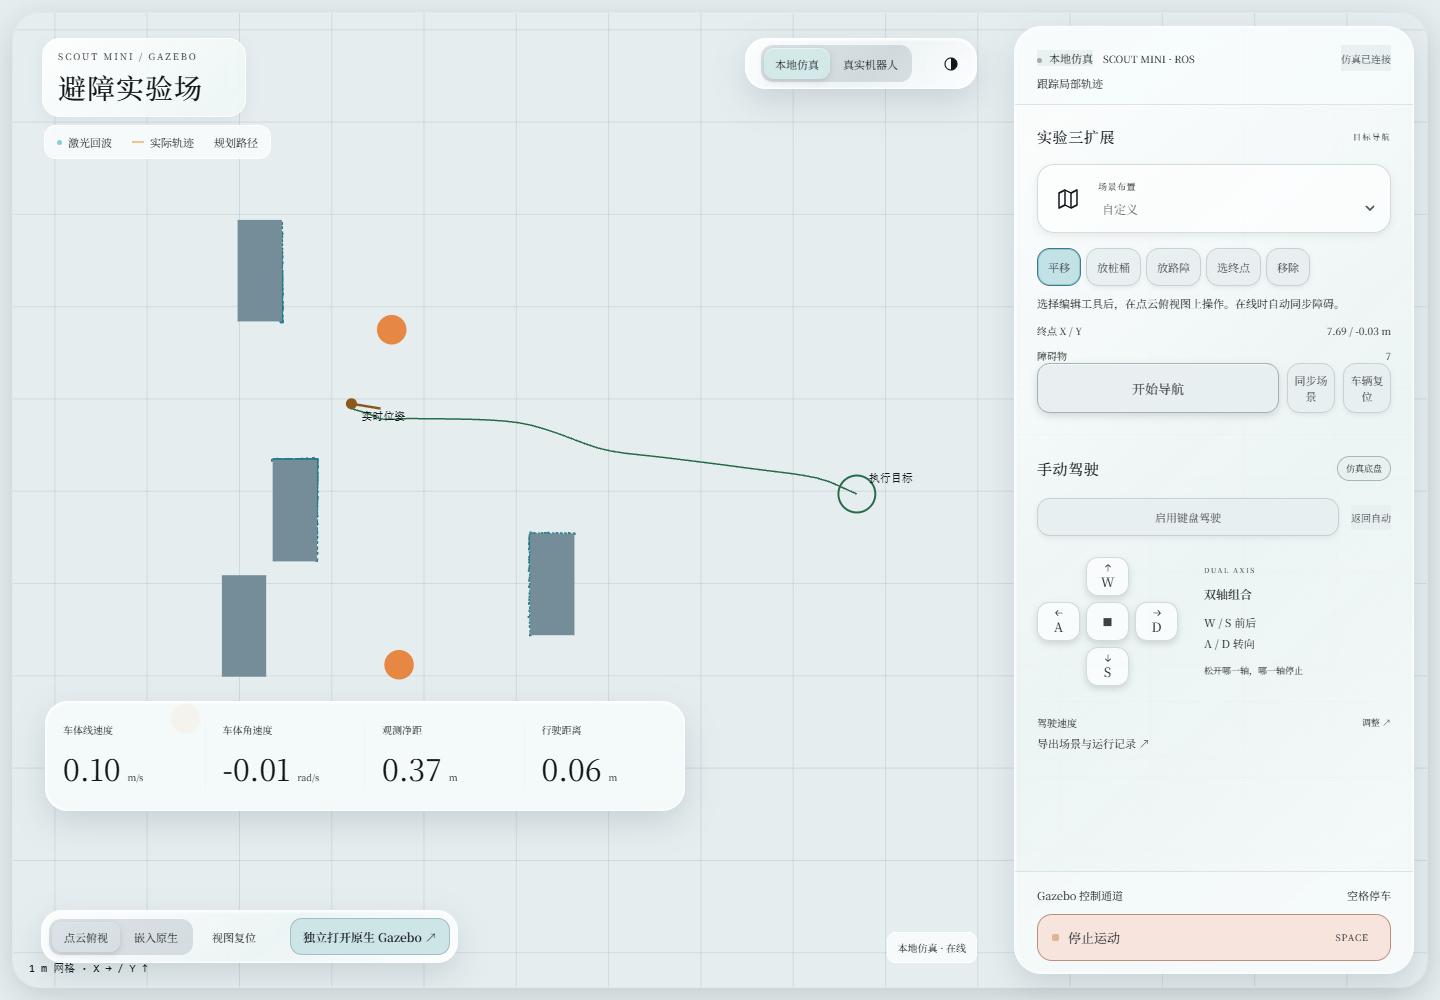 SCOUT MINI / GAZEBO
避障实验场
激光回波 实际轨迹 规划路径
本地仿真 真实机器人
实时位姿
执行目标
车体线速度 车体角速度 观测净距 行驶距离
0.10 m/s -0.01 rad/s 0.37 m 0.06 m
点云俯视 嵌入原生 视图复位 独立打开原生 Gazebo ↗
1 m 网格 · X → / Y ↑
本地仿真 · 在线
本地仿真 SCOUT MINI · ROS 仿真已连接
跟踪局部轨迹
实验三扩展 目标导航
场景布置
自定义
平移 放桩桶 放路障 选终点 移除
选择编辑工具后，在点云俯视图上操作。在线时自动同步障碍。
终点 X / Y 7.69 / -0.03 m
障碍物 7
开始导航 同步场景 车辆复位
手动驾驶 仿真底盘
启用键盘驾驶 返回自动
↑
W
← ■ →
A D
↓
S
DUAL AXIS
双轴组合
W / S 前后
A / D 转向
松开哪一轴，哪一轴停止
驾驶速度 调整 ↗
导出场景与运行记录 ↗
Gazebo 控制通道 空格停车
停止运动 SPACE